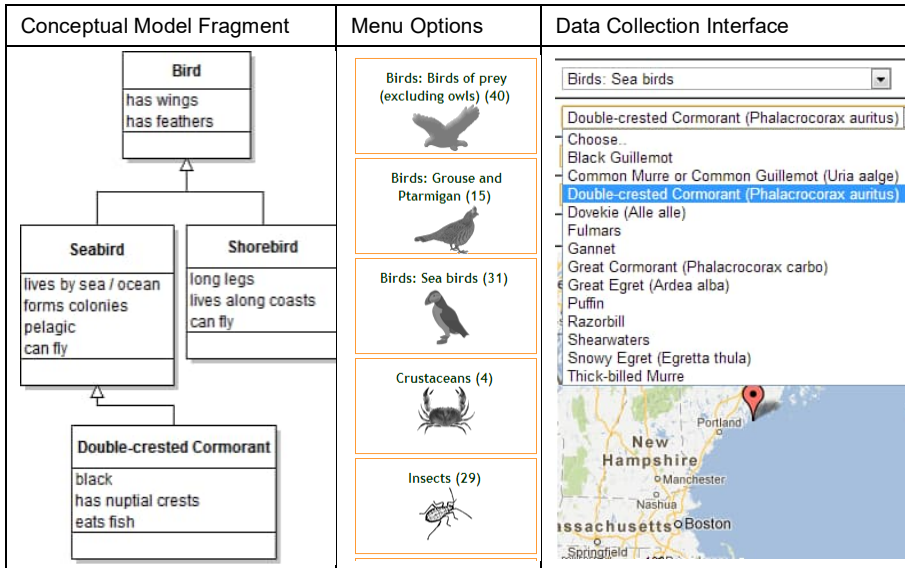 Conceptual Model Fragment
Menu Options
Data Collection Interface
Bird
has wings
has feathers
Seabird
lives by sea / ocean
forms colonies
pelagic
can fly
Shorebird
long legs
lives along coasts
can fly
Double-crested Cormorant
black
has nuptial crests
eats fish
Birds: Birds of prey
(excluding owls) (40)
Birds: Grouse and
Ptarmigan (15)
Birds: Sea birds (31)
Crustaceans (4)
Insects (29)
Birds: Sea birds
Double-crested Cormorant (Phalacrocorax auritus)
Choose..
Black Guillemot
Common Murre or Common Guillemot (Uria aalge)
Double-crested Cormorant (Phalacrocorax auritus)
Dovekie (Alle alle)
Fulmars
Gannet
Great Cormorant (Phalacrocorax carbo)
Great Egret (Ardea alba)
Puffin
Razorbill
Shearwaters
Snowy Egret (Egretta thula)
Thick-billed Murre
Portland
New
Hampshire
Manchester
Nashua
assachusetts
Boston
Springfield